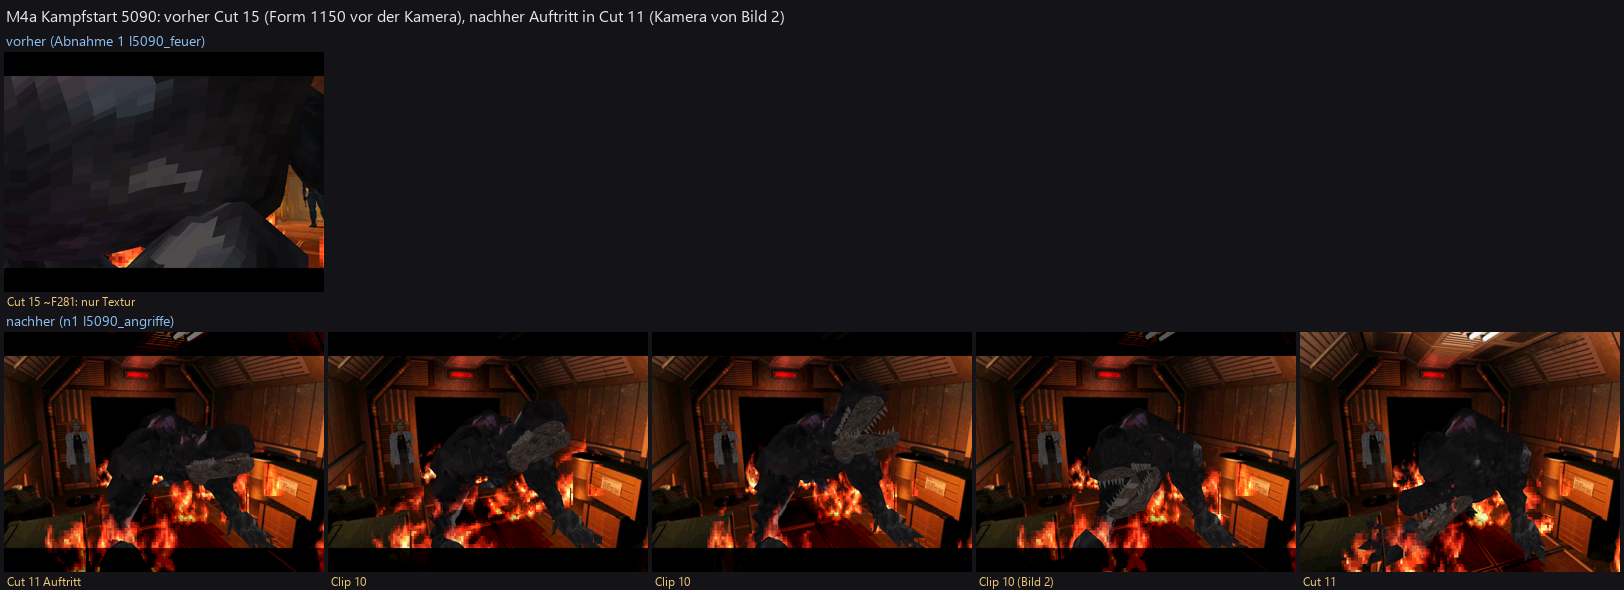 M4a Kampfstart 5090: vorher Cut 15 (Form 1150 vor der Kamera), nachher Auftritt in Cut 11 (Kamera von Bild 2)
vorher (Abnahme 1 l5090_feuer)
Cut 15 ~F281: nur Textur
nachher (n1 l5090_angriffe)
Cut 11 Auftritt
Clip 10
Clip 10
Clip 10 (Bild 2)
Cut 11